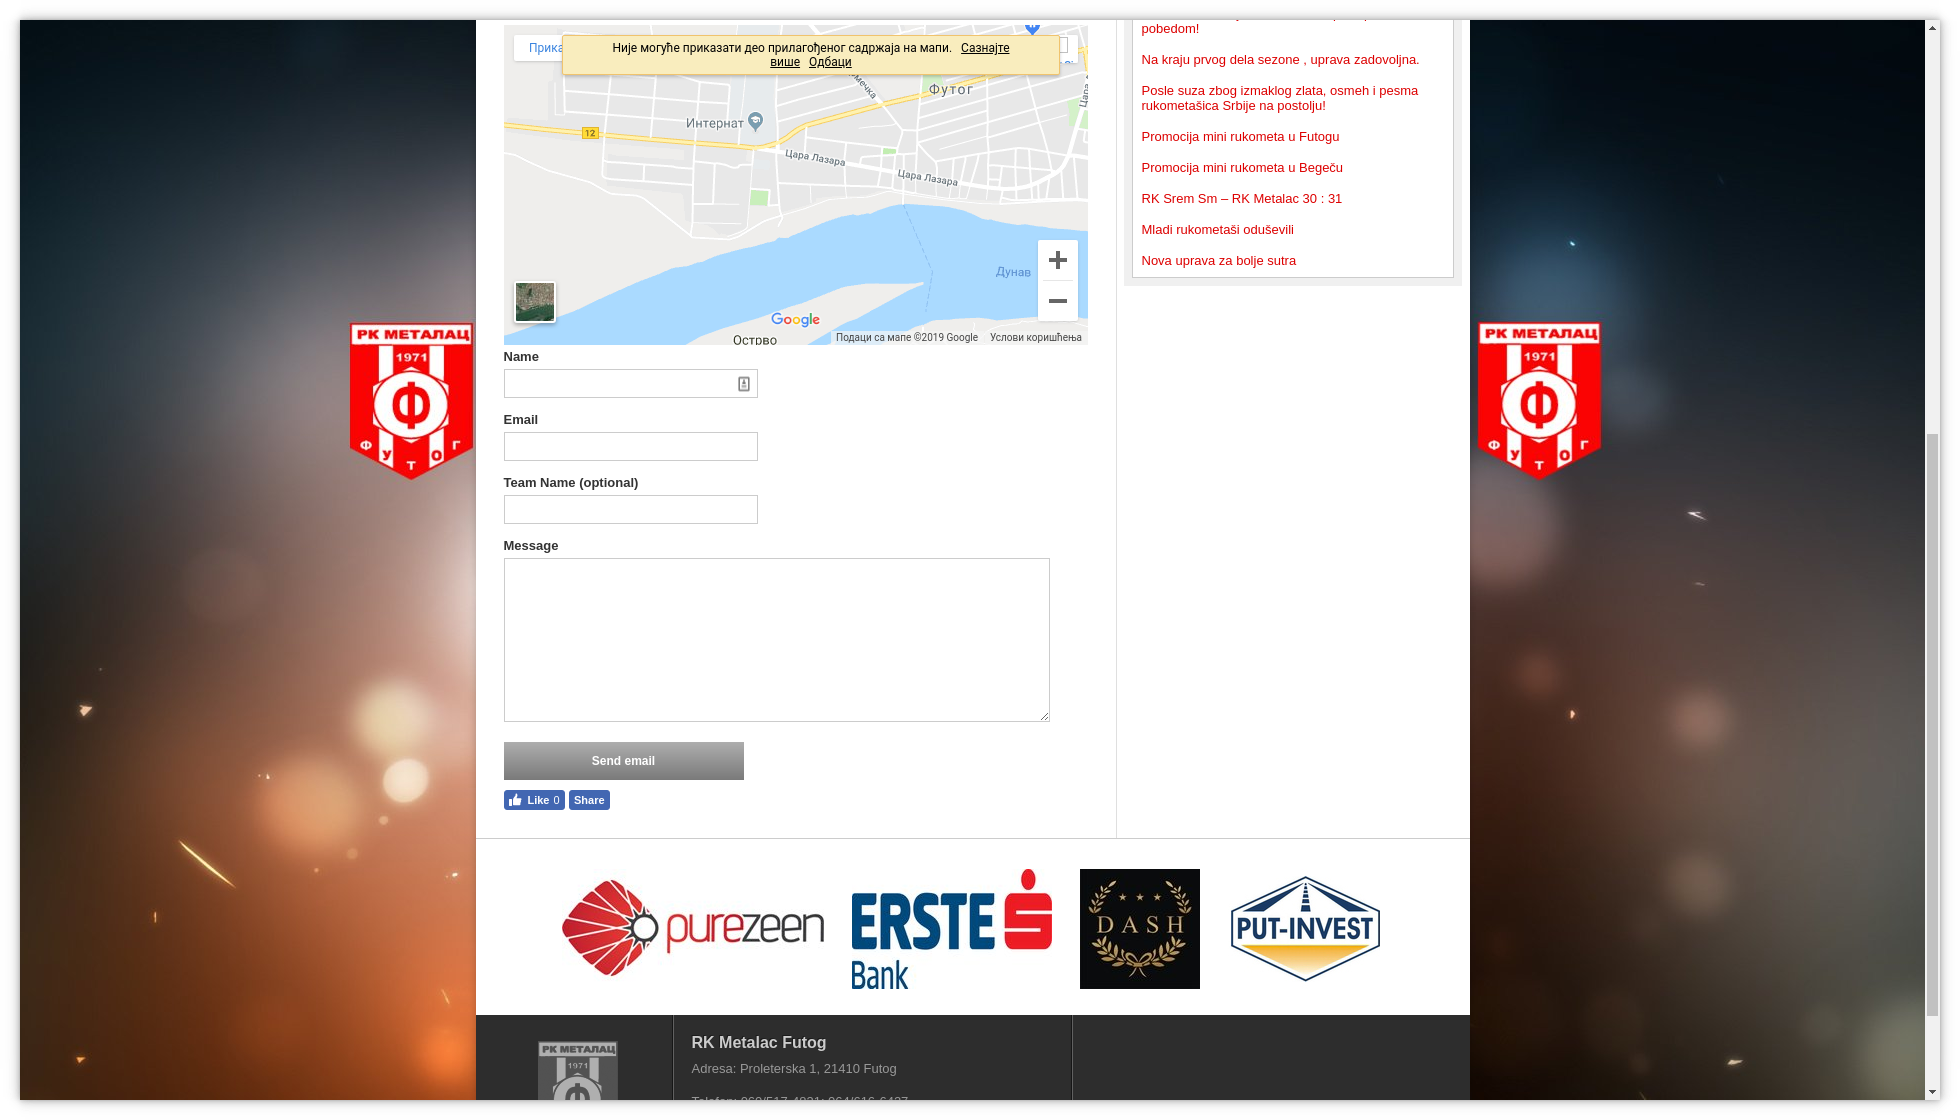 pobedom!
Na kraju prvog dela sezone , uprava zadovoljna.
Posle suza zbog izmaklog zlata, osmeh i pesma
rukometašica Srbije na postolju!
Promocija mini rukometa u Futogu
Promocija mini rukometa u Begeču
RK Srem Sm – RK Metalac 30 : 31
Mladi rukometaši oduševili
Nova uprava za bolje sutra
Није могуће приказати део прилагођеног садржаја на мапи. Сазнајте
више Одбаци
Футог
Интернат
12
Цара Лазара
Цара Лазара
Дунав
Google
Острво
Подаци са мапе ©2019 Google Услови коришћења
РК МЕТАЛАЦ
1971
Ф
ФУТОГ
РК МЕТАЛАЦ
1971
Ф
ФУТОГ
Name
Email
Team Name (optional)
Message
Send email
Like 0 Share
purezeen
ERSTE S
Bank
DASH
PUT-INVEST
РК МЕТАЛАЦ
1971
RK Metalac Futog
Adresa: Proleterska 1, 21410 Futog